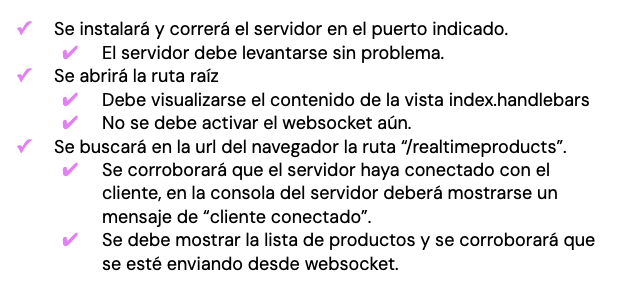 ✓ Se instalará y correrá el servidor en el puerto indicado.
✓ El servidor debe levantarse sin problema.
✓ Se abrirá la ruta raíz
✓ Debe visualizarse el contenido de la vista index.handlebars
✓ No se debe activar el websocket aún.
✓ Se buscará en la url del navegador la ruta “/realtimeproducts”.
✓ Se corroborará que el servidor haya conectado con el
cliente, en la consola del servidor deberá mostrarse un
mensaje de “cliente conectado”.
✓ Se debe mostrar la lista de productos y se corroborará que
se esté enviando desde websocket.